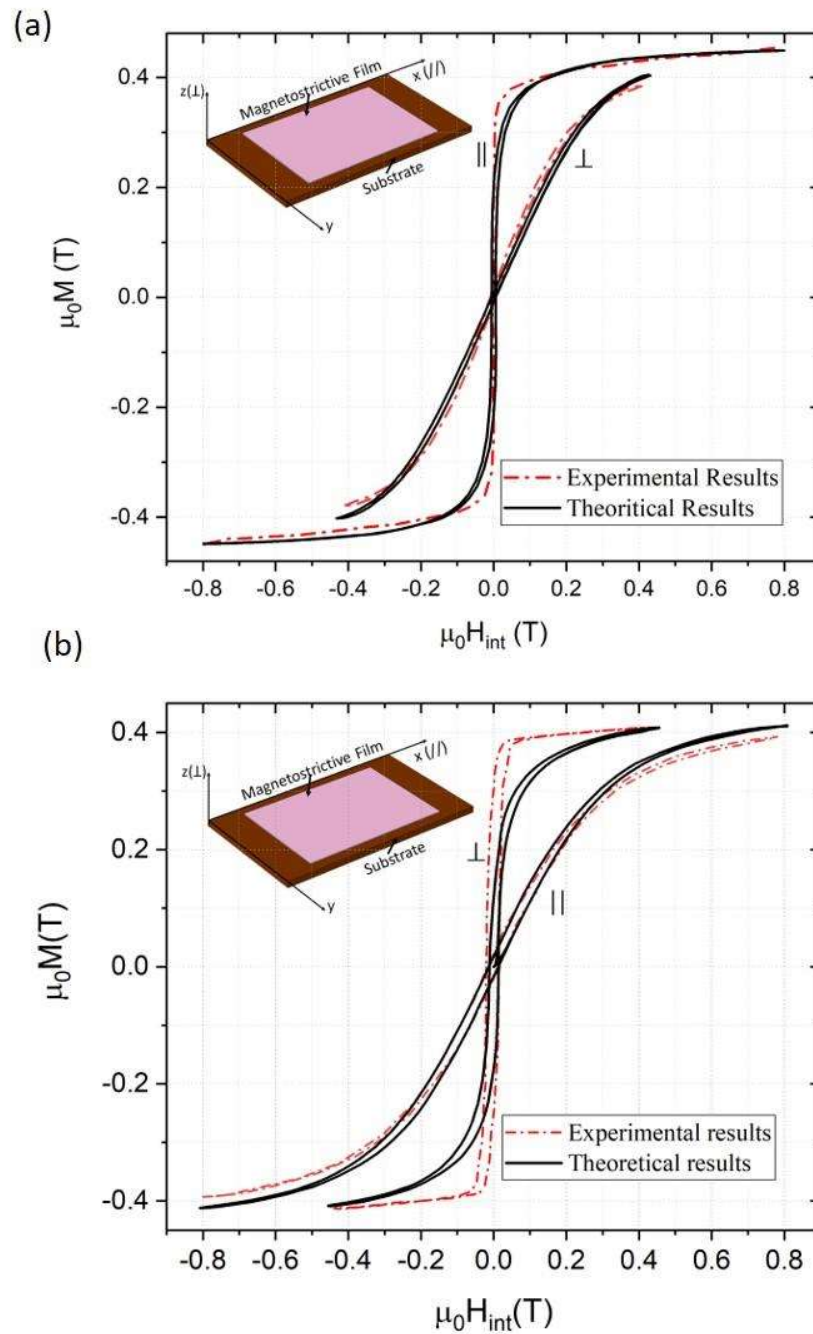 (a)
z(⊥)
Magnetostrictive Film
x (//)
Substrate
y
||
⊥
0.4
0.2
0.0
-0.2
-0.4
μ₀M (T)
Experimental Results
Theoritical Results
-0.8 -0.6 -0.4 -0.2 0.0 0.2 0.4 0.6 0.8
μ₀H_int (T)
(b)
z(⊥)
Magnetostrictive Film
x (//)
Substrate
y
⊥
||
0.4
0.2
0.0
-0.2
-0.4
μ₀M(T)
Experimental results
Theoretical results
-0.8 -0.6 -0.4 -0.2 0.0 0.2 0.4 0.6 0.8
μ₀H_int(T)